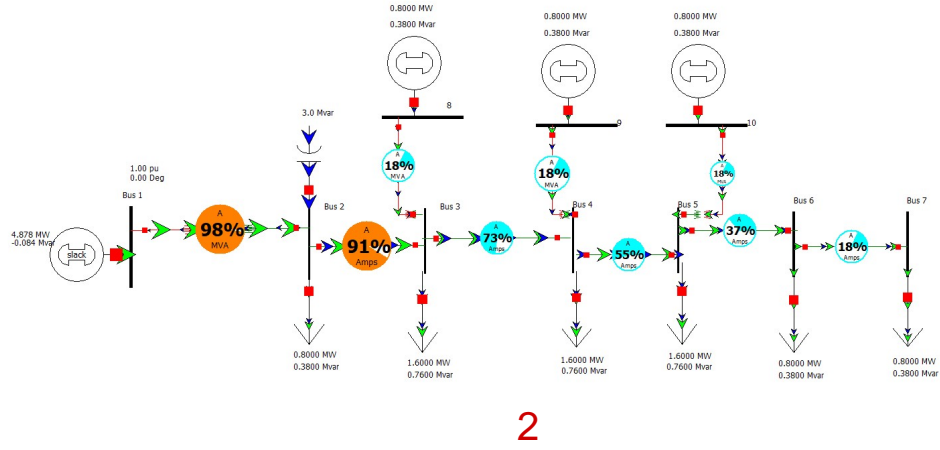 0.8000 MW
0.3800 Mvar
0.8000 MW
0.3800 Mvar
0.8000 MW
0.3800 Mvar
3.0 Mvar
8
9
10
1.00 pu
0.00 Deg
A
18%
MVA
A
18%
MVA
A
18%
MVA
Bus 1
Bus 2
Bus 3
Bus 4
Bus 5
Bus 6
Bus 7
4.878 MW
-0.084 Mvar
slack
A
98%
MVA
A
91%
Amps
A
73%
Amps
A
55%
Amps
A
37%
Amps
A
18%
Amps
0.8000 MW
0.3800 Mvar
1.6000 MW
0.7600 Mvar
1.6000 MW
0.7600 Mvar
1.6000 MW
0.7600 Mvar
0.8000 MW
0.3800 Mvar
0.8000 MW
0.3800 Mvar
2